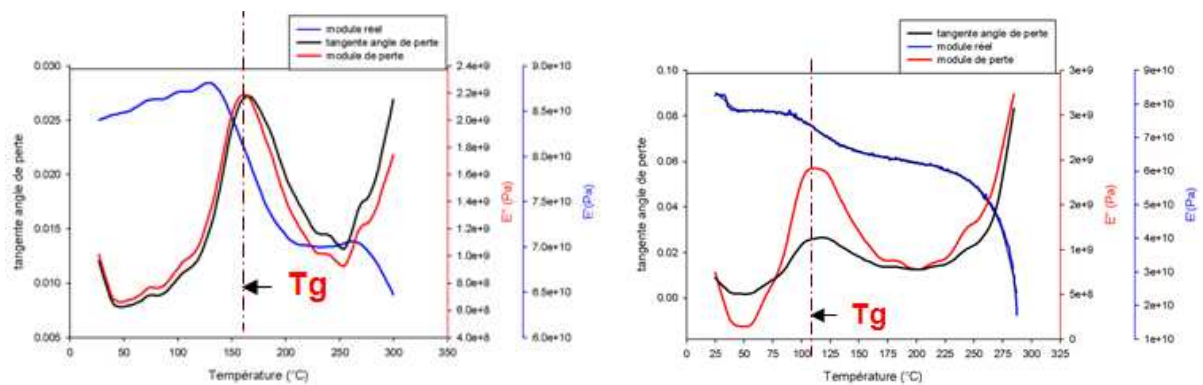 module réel
tangente angle de perte
module de perte
0.030
0.025
0.020
0.015
0.010
0.005
tangente angle de perte
0
50
100
150
200
250
300
350
Température (°C)
Tg
2.4e+9
2.2e+9
2.0e+9
1.8e+9
1.6e+9
1.4e+9
1.2e+9
1.0e+9
8.0e+8
6.0e+8
4.0e+8
E" (Pa)
9.0e+10
8.5e+10
8.0e+10
7.5e+10
7.0e+10
6.5e+10
6.0e+10
E'(Pa)
tangente angle de perte
module réel
module de perte
0.10
0.08
0.06
0.04
0.02
0.00
tangente angle de perte
0
25
50
75
100
125
150
175
200
225
250
275
300
325
Température (°C)
Tg
3e+9
3e+9
2e+9
2e+9
1e+9
5e+8
0
E" (Pa)
9e+10
8e+10
7e+10
6e+10
5e+10
4e+10
3e+10
2e+10
1e+10
E'(Pa)